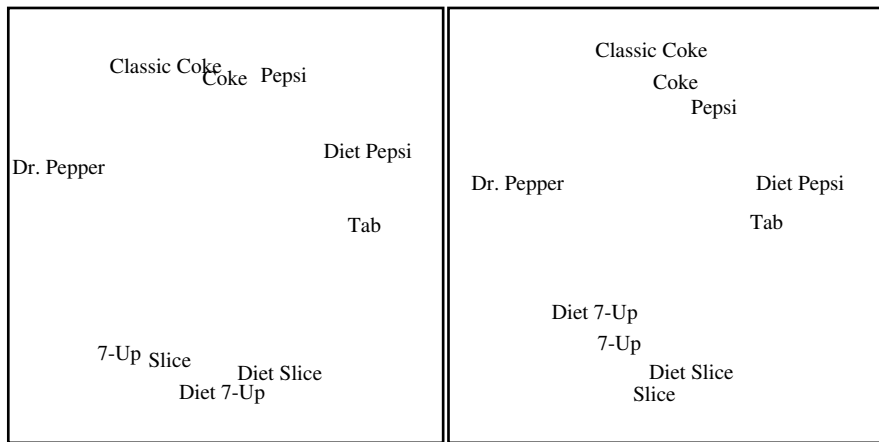 Classic Coke
Coke
Pepsi
Diet Pepsi
Dr. Pepper
Tab
7-Up
Slice
Diet Slice
Diet 7-Up
Classic Coke
Coke
Pepsi
Dr. Pepper
Diet Pepsi
Tab
Diet 7-Up
7-Up
Diet Slice
Slice